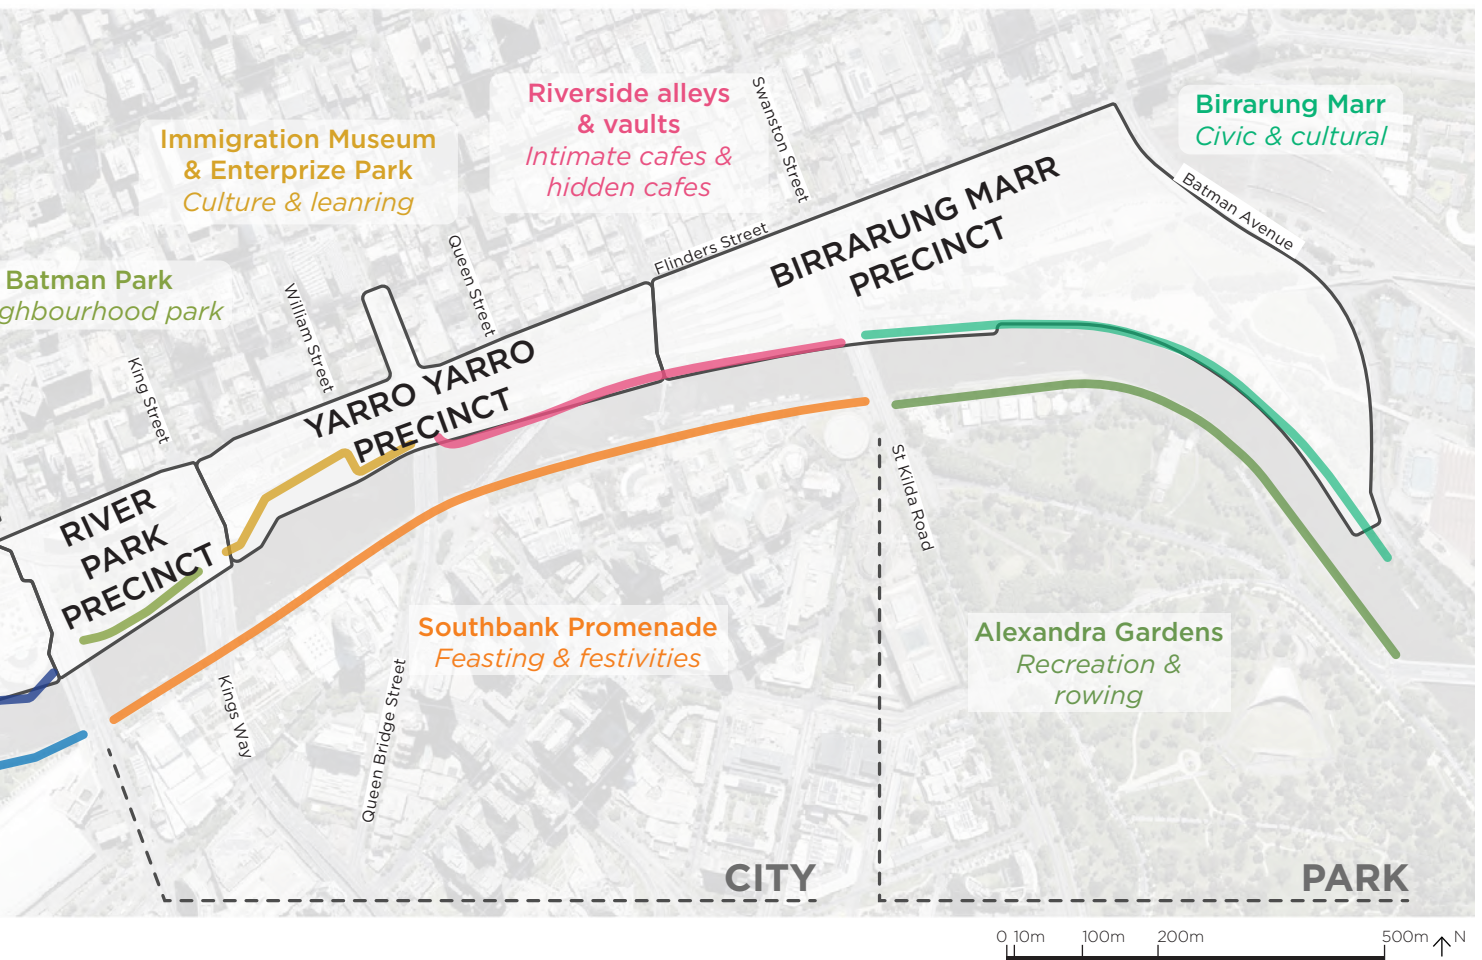 Riverside alleys
& vaults
Intimate cafes &
hidden cafes
Swanston Street
Birrarung Marr
Civic & cultural
Immigration Museum
& Enterprize Park
Culture & leanring
Batman Avenue
BIRRARUNG MARR
PRECINCT
Flinders Street
Queen Street
Batman Park
ghbourhood park
William Street
King Street
YARRO YARRO
PRECINCT
RIVER
PARK
PRECINCT
St Kilda Road
Southbank Promenade
Feasting & festivities
Alexandra Gardens
Recreation &
rowing
Kings Way
Queen Bridge Street
CITY
PARK
0 10m 100m 200m 500m N